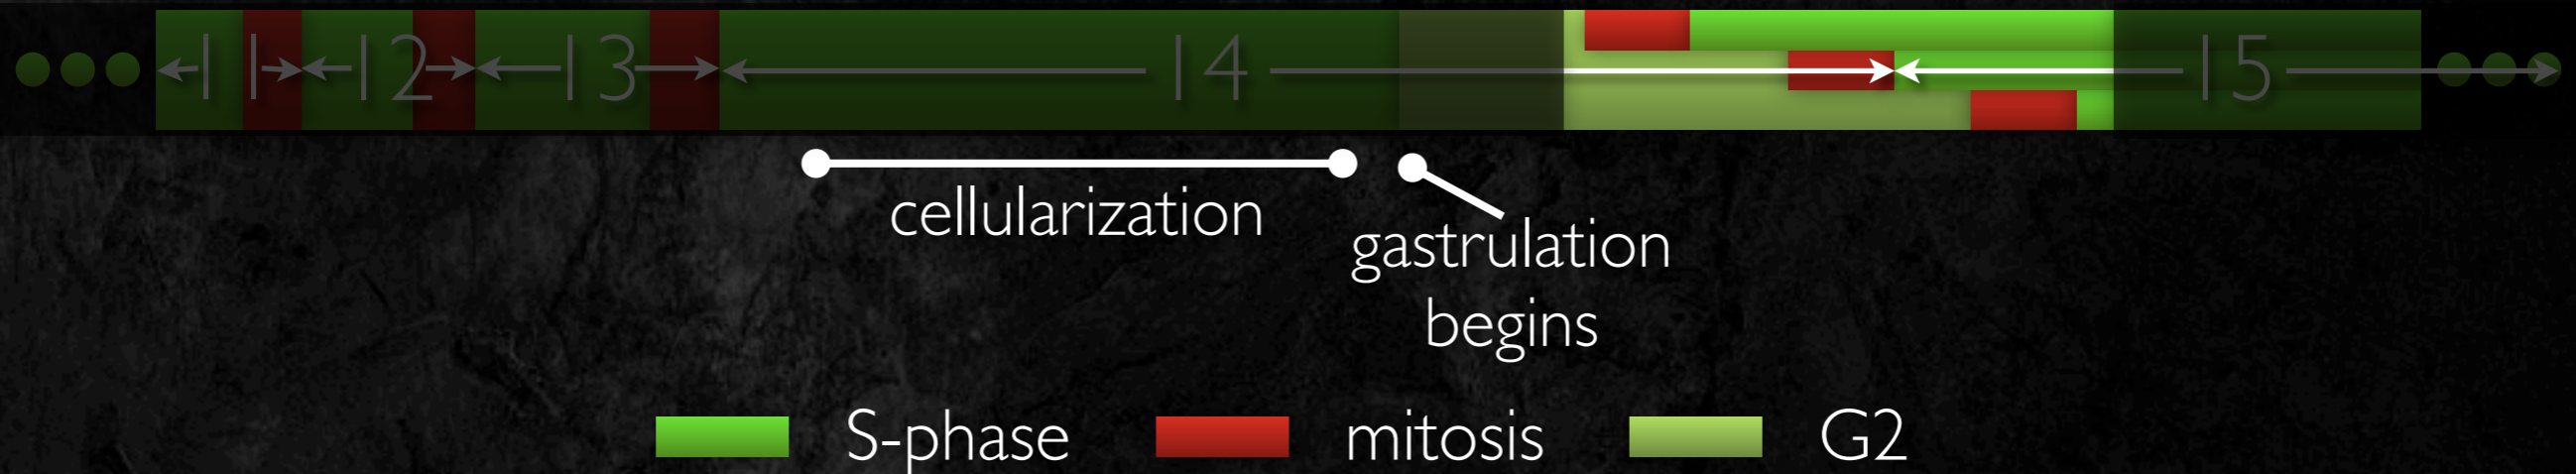 11 12 13 14 15
cellularization
gastrulation
begins
S-phase mitosis G2